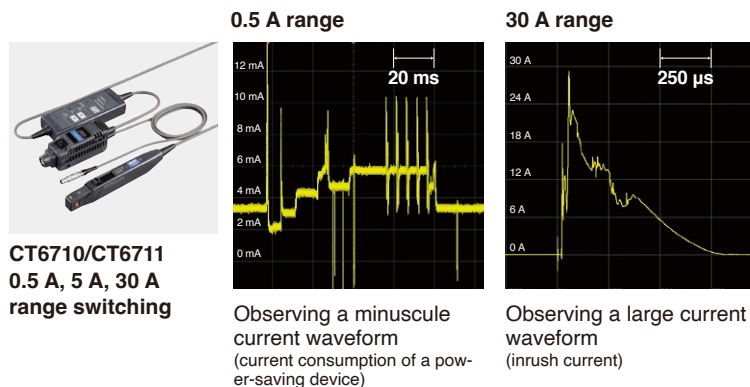 0.5 A range
30 A range
12 mA
20 ms
10 mA
8 mA
6 mA
4 mA
2 mA
0 mA
30 A
250 µs
24 A
18 A
12 A
6 A
0 A
CT6710/CT6711
0.5 A, 5 A, 30 A
range switching
Observing a minuscule
current waveform
(current consumption of a pow-
er-saving device)
Observing a large current
waveform
(inrush current)